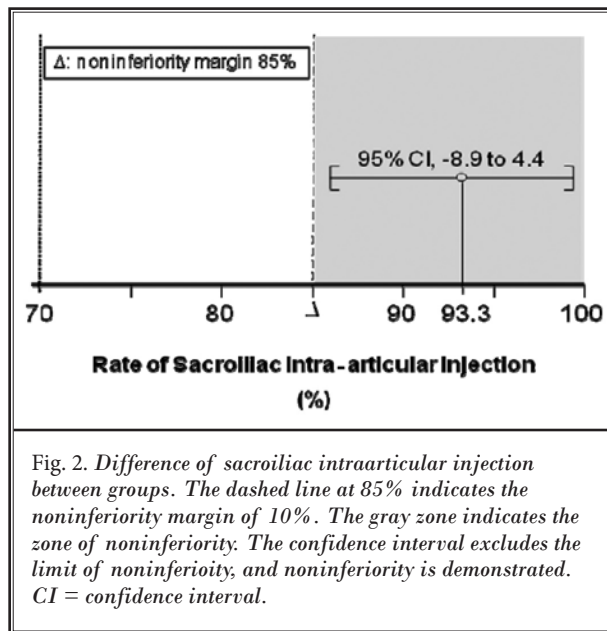 Δ: noninferiority margin 85%
95% CI, -8.9 to 4.4
70 80 Δ 90 93.3 100
Rate of Sacroiliac Intra-articular Injection
(%)
Fig. 2. Difference of sacroiliac intraarticular injection
between groups. The dashed line at 85% indicates the
noninferiority margin of 10%. The gray zone indicates the
zone of noninferiority. The confidence interval excludes the
limit of noninferioity, and noninferiority is demonstrated.
CI = confidence interval.